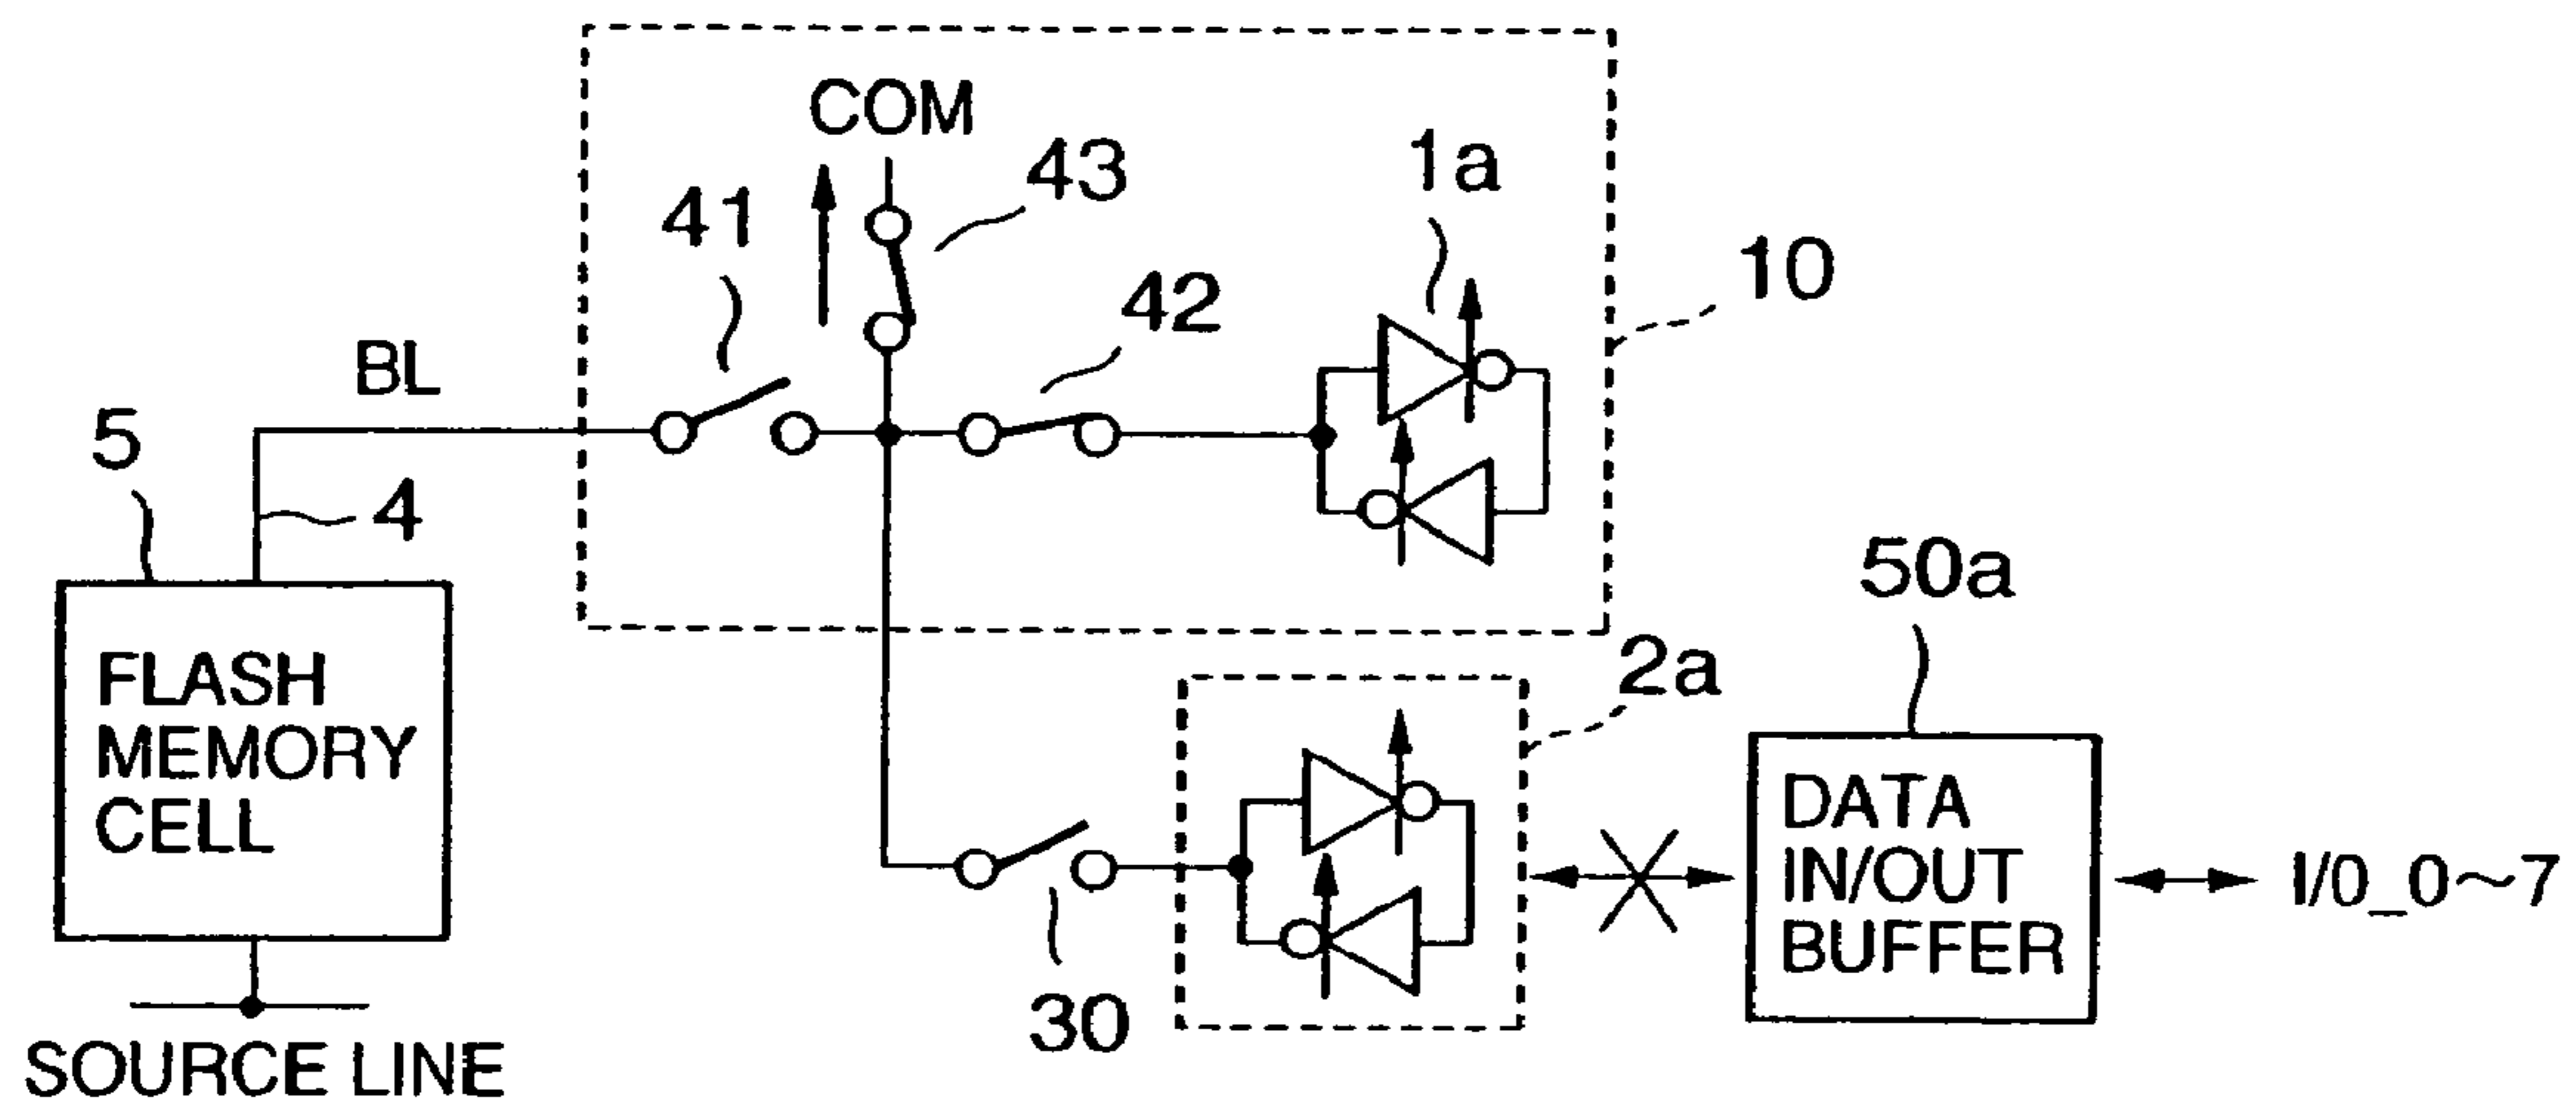 COM
43
1a
41
10
42
BL
5
4
50a
FLASH
MEMORY
CELL
2a
DATA
IN/OUT
BUFFER
I/0_0~7
30
SOURCE LINE